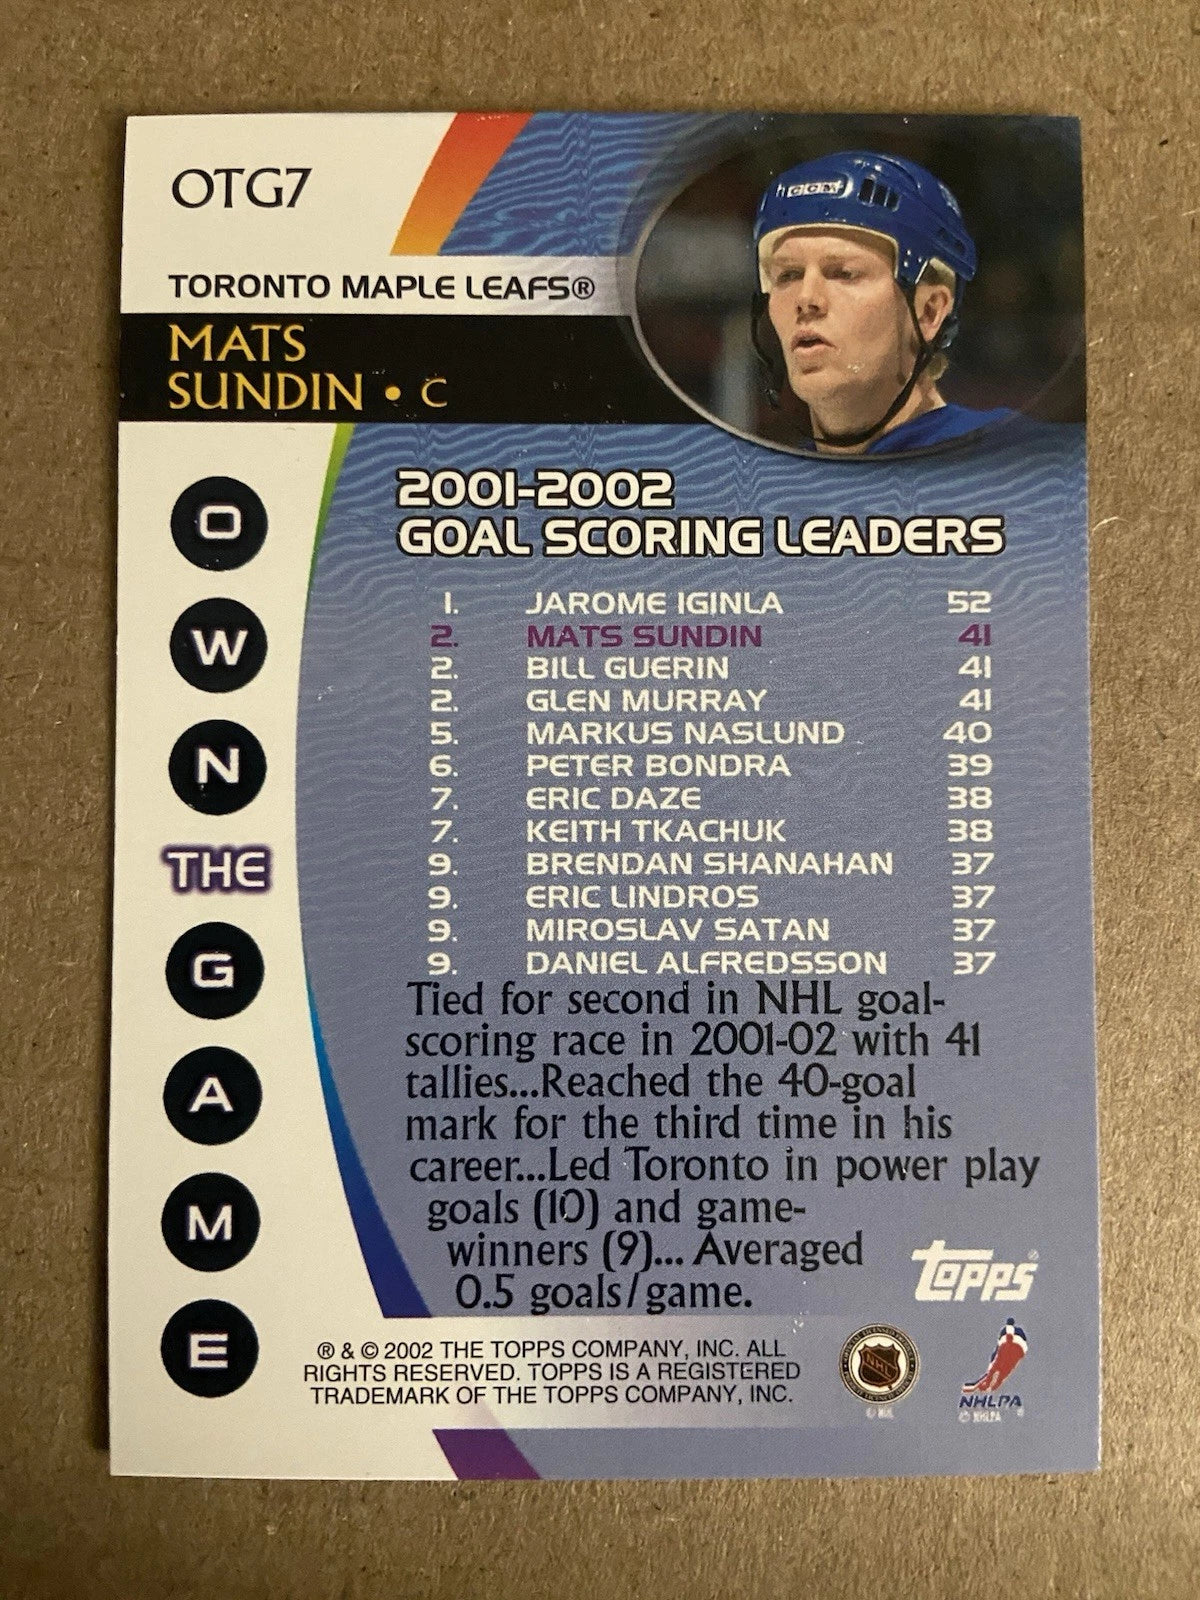 OTG7
CCM
TORONTO MAPLE LEAFS®
MATS
SUNDIN • C
O
W
N
THE
G
A
M
E
2001-2002
GOAL SCORING LEADERS
1. JAROME IGINLA 52
2. MATS SUNDIN 41
2. BILL GUERIN 41
2. GLEN MURRAY 41
5. MARKUS NASLUND 40
6. PETER BONDRA 39
7. ERIC DAZE 38
7. KEITH TKACHUK 38
9. BRENDAN SHANAHAN 37
9. ERIC LINDROS 37
9. MIROSLAV SATAN 37
9. DANIEL ALFREDSSON 37
Tied for second in NHL goal-
scoring race in 2001-02 with 41
tallies...Reached the 40-goal
mark for the third time in his
career...Led Toronto in power play
goals (10) and game-
winners (9)... Averaged
0.5 goals/game.
Topps®
® & © 2002 THE TOPPS COMPANY, INC. ALL
RIGHTS RESERVED. TOPPS IS A REGISTERED
TRADEMARK OF THE TOPPS COMPANY, INC.
NHL
© NHL
NHLPA
© NHLPA